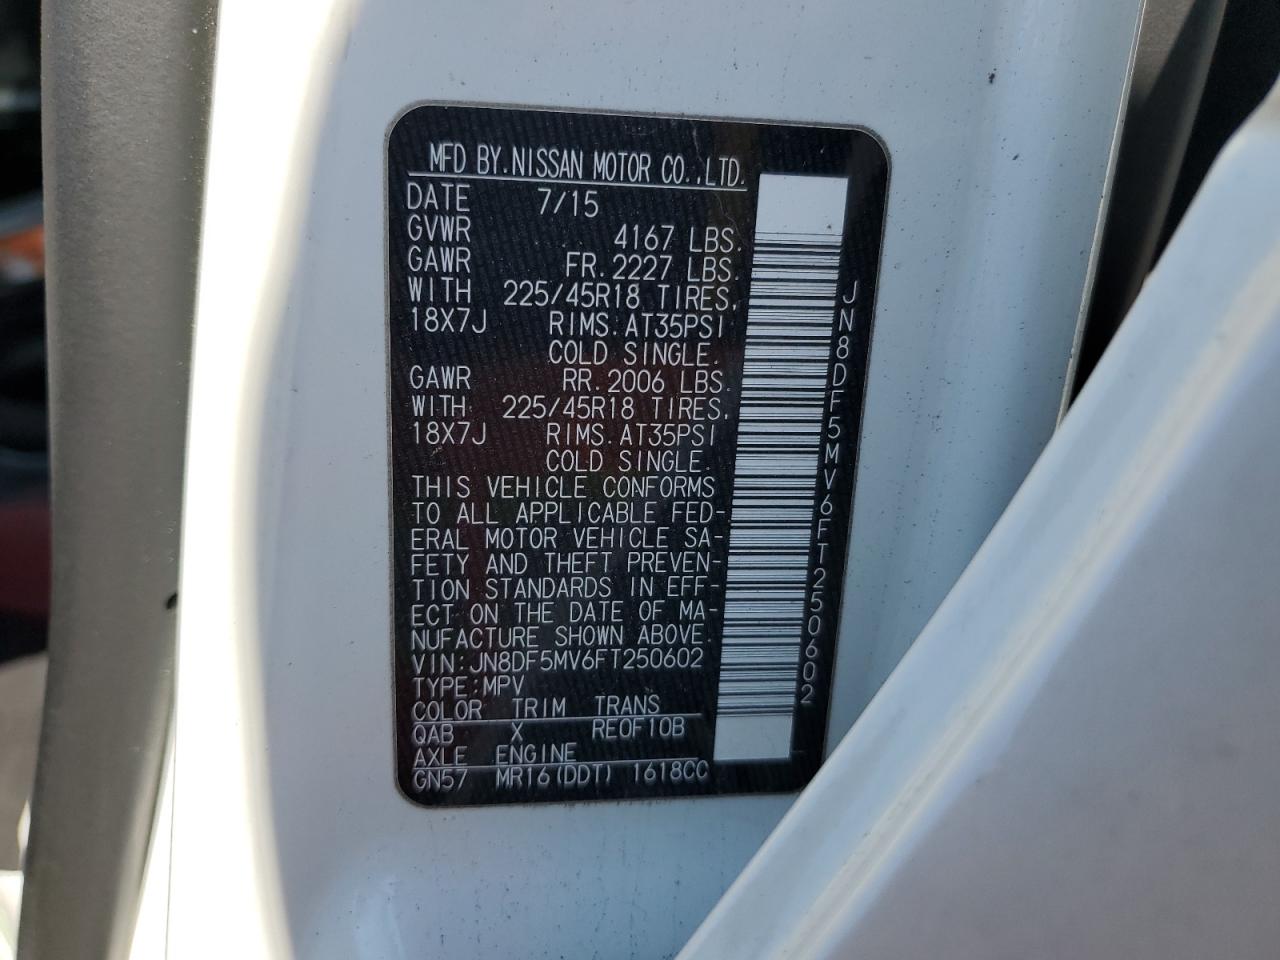 MFD BY.NISSAN MOTOR CO.,LTD.
DATE 7/15
GVWR 4167 LBS.
GAWR FR.2227 LBS.
WITH 225/45R18 TIRES,
18X7J RIMS.AT35PSI
COLD SINGLE.
GAWR RR.2006 LBS.
WITH 225/45R18 TIRES,
18X7J RIMS.AT35PSI
COLD SINGLE.
THIS VEHICLE CONFORMS
TO ALL APPLICABLE FED-
ERAL MOTOR VEHICLE SA-
FETY AND THEFT PREVEN-
TION STANDARDS IN EFF-
ECT ON THE DATE OF MA-
NUFACTURE SHOWN ABOVE.
VIN:JN8DF5MV6FT250602
TYPE:MPV
COLOR TRIM TRANS
QAB X RE0F10B
AXLE ENGINE
GN57 MR16(DDT) 1618CC
JN8DF5MV6FT250602